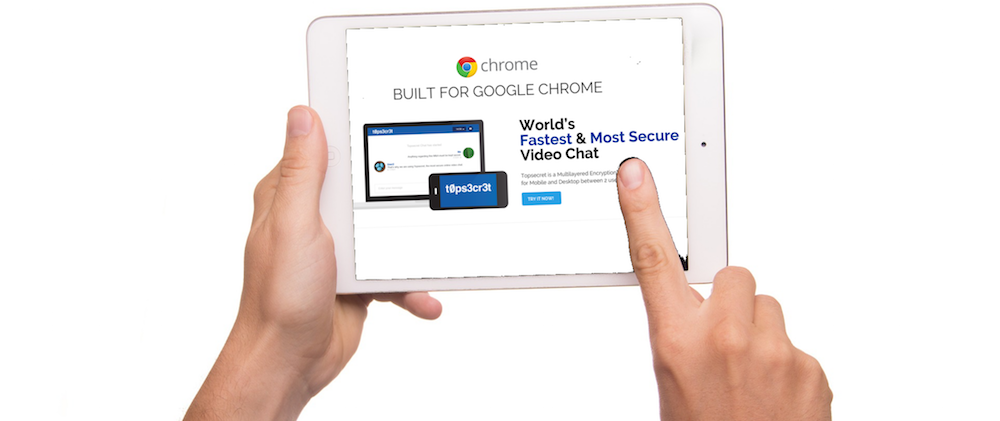 chrome
BUILT FOR GOOGLE CHROME
World's
Fastest & Most Secure
Video Chat
Topsecret is a Multilayered Encryption
for Mobile and Desktop between 2
TRY IT NOW!
t0ps3cr3t
t0ps3cr3t